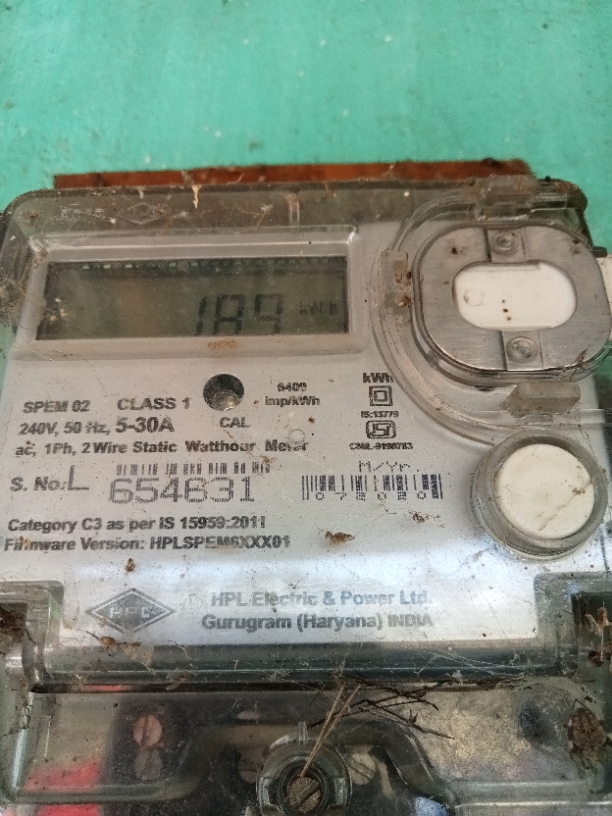 189 kWh
SPEM 02 CLASS 1
6400
imp/kWh
kWh
240V, 50 Hz, 5-30A
CAL
IS:13779
ac, 1Ph, 2 Wire Static Watthour Meter
M/Yr
S. No: L 654631
072020
Category C3 as per IS 15959:2011
Firmware Version: HPLSPEM6XXX01
HPL
HPL Electric & Power Ltd.
Gurugram (Haryana) INDIA